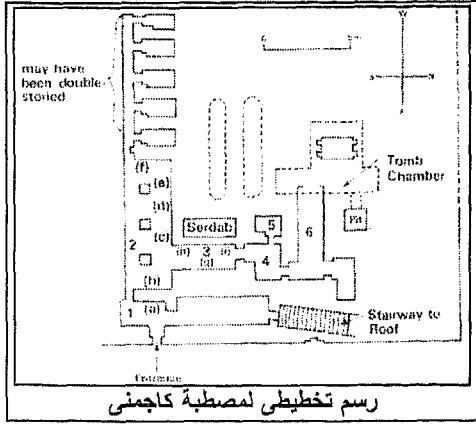 W
S N
may have
been double-
storied
Tomb
Chamber
(f)
(e)
(d)
(c)
Serdab
5
6
Pit
2
3
(g)
4
(b)
1
(a)
Stairway to
Roof
Entrance
رسم تخطيطى لمصطبة كاجمنى